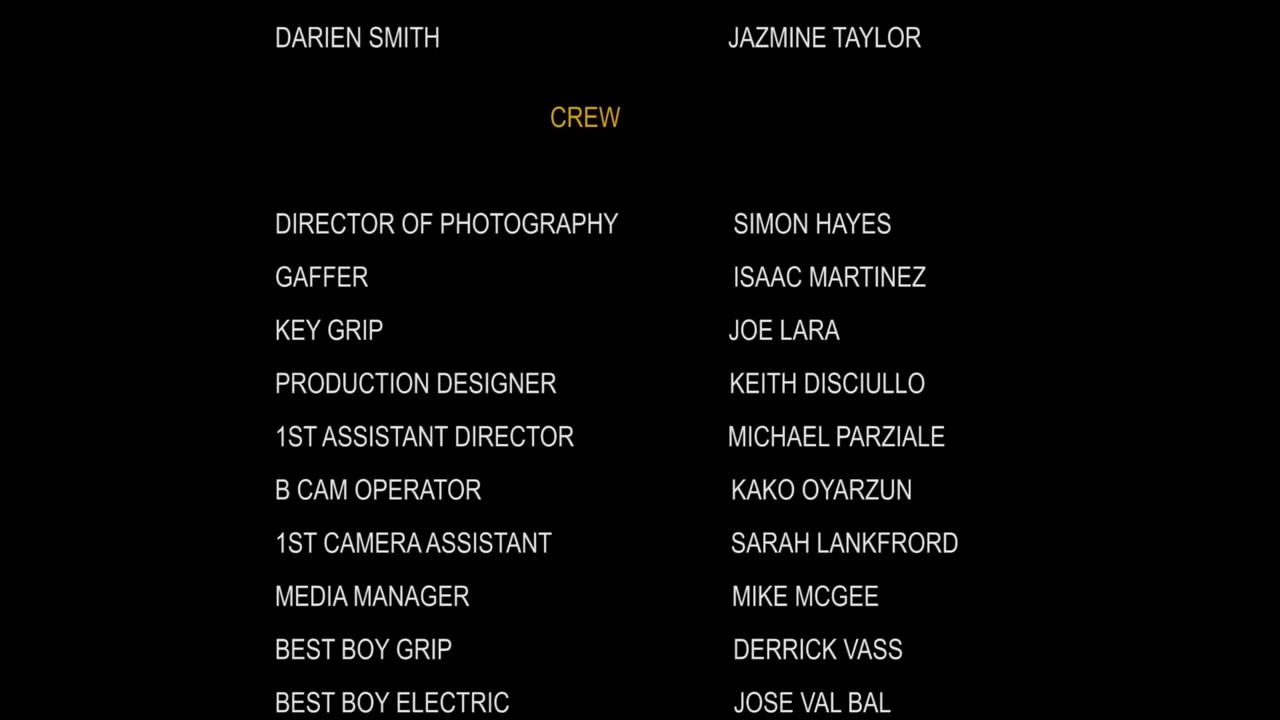 DARIEN SMITH JAZMINE TAYLOR
CREW
DIRECTOR OF PHOTOGRAPHY SIMON HAYES
GAFFER ISAAC MARTINEZ
KEY GRIP JOE LARA
PRODUCTION DESIGNER KEITH DISCIULLO
1ST ASSISTANT DIRECTOR MICHAEL PARZIALE
B CAM OPERATOR KAKO OYARZUN
1ST CAMERA ASSISTANT SARAH LANKFRORD
MEDIA MANAGER MIKE MCGEE
BEST BOY GRIP DERRICK VASS
BEST BOY ELECTRIC JOSE VAL BAL